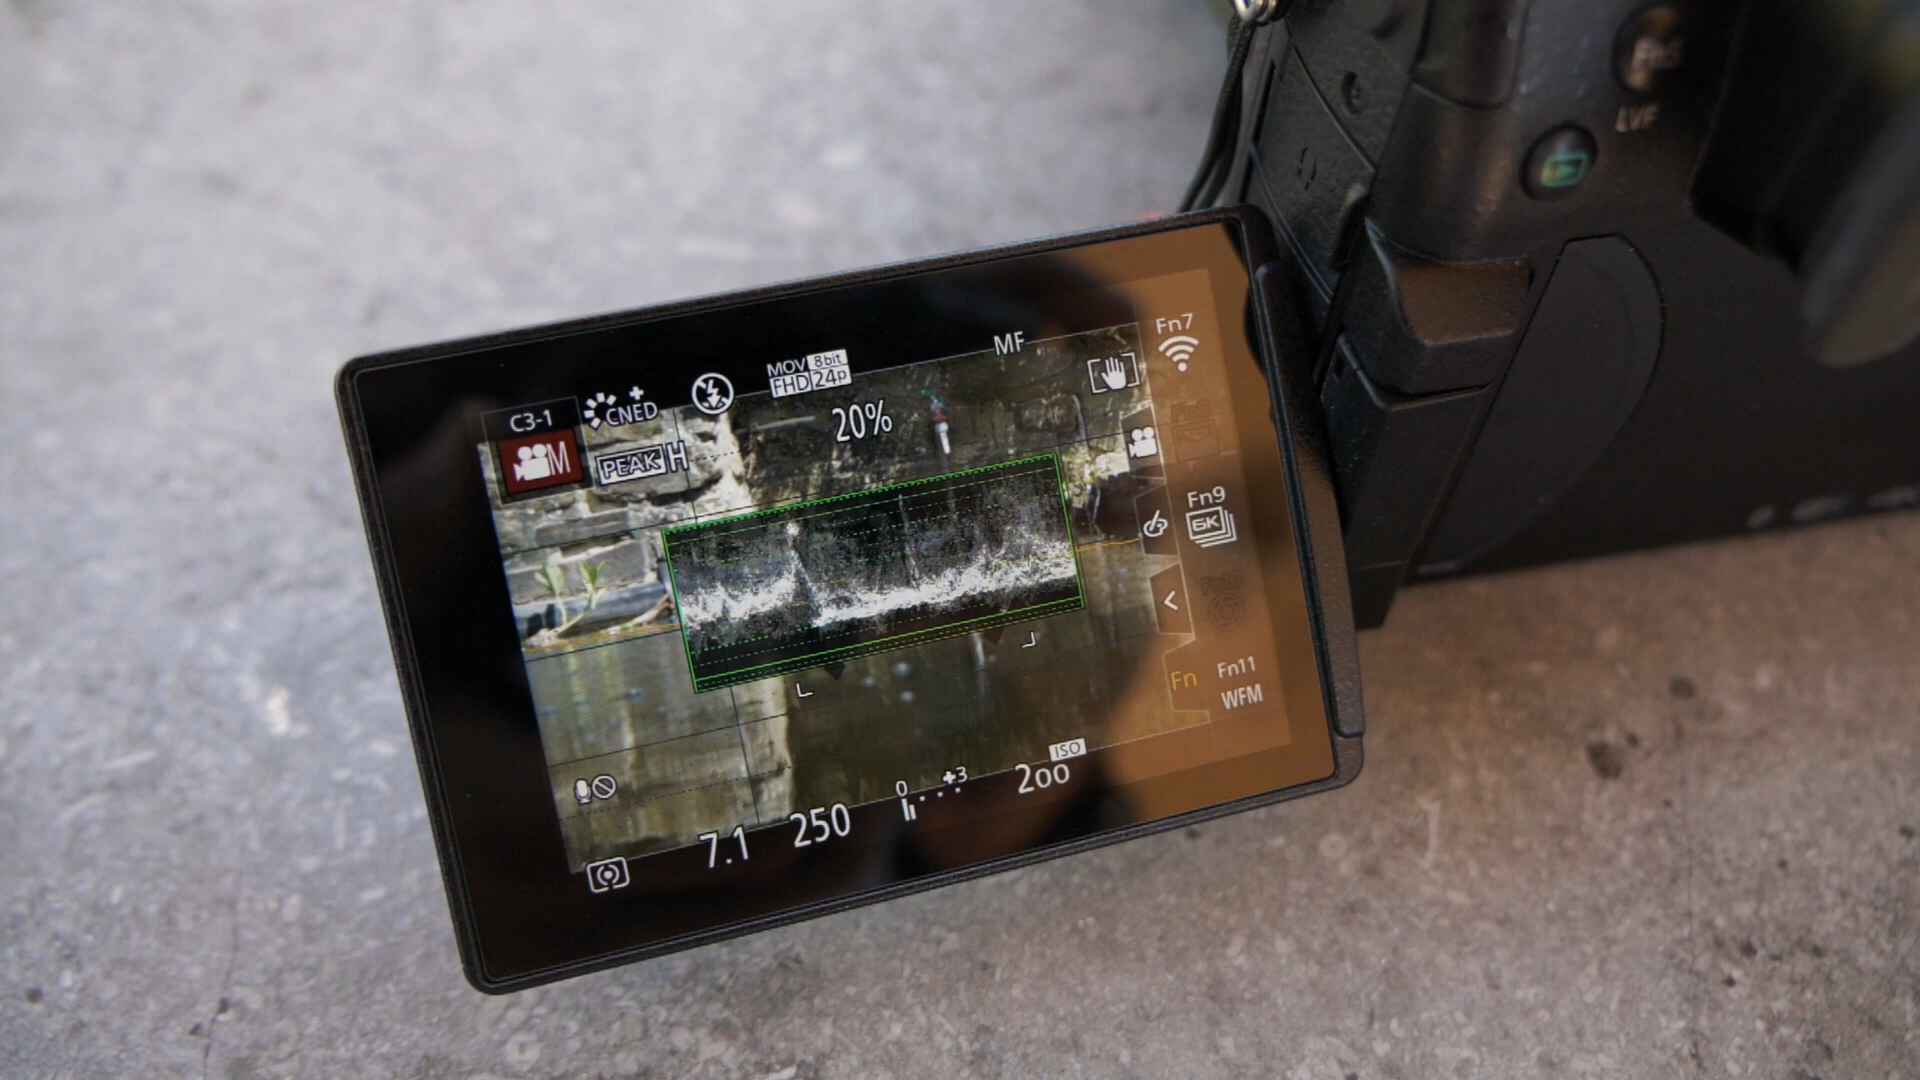 C3-1
CNED
MOV 8bit
FHD 24p
MF
Fn7
M
PEAK H
20%
Fn9
6K
<
Fn
Fn11
WFM
7.1
250
0
+3
ISO
200
LVF